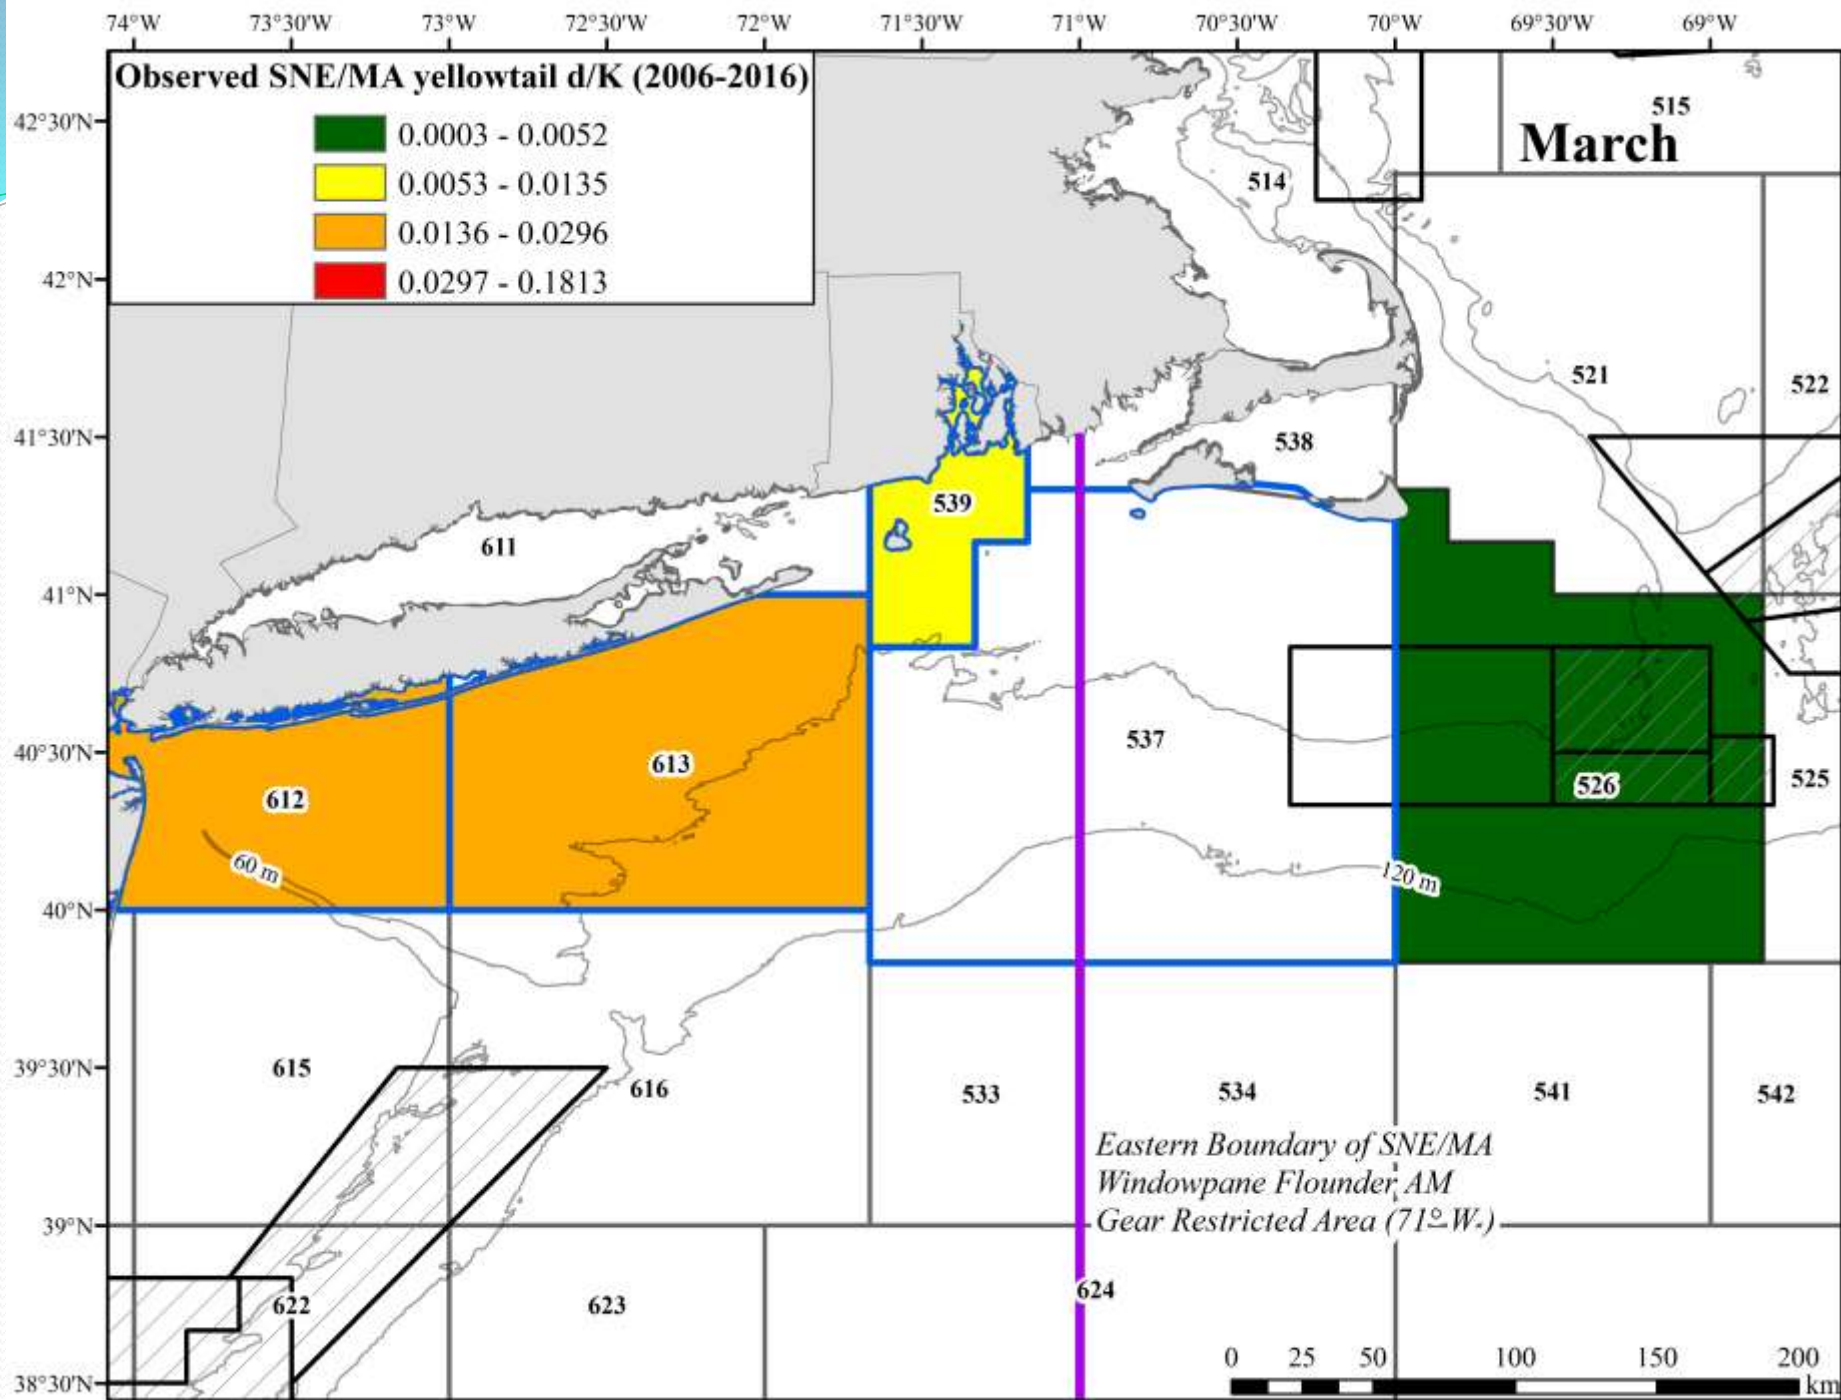 74°W 73°30'W 73°W 72°30'W 72°W 71°30'W 71°W 70°30'W 70°W 69°30'W 69°W
Observed SNE/MA yellowtail d/K (2006-2016)
0.0003 - 0.0052
0.0053 - 0.0135
0.0136 - 0.0296
0.0297 - 0.1813
515
March
42°30'N
514
42°N
521
522
41°30'N
538
539
611
41°N
537
40°30'N
613
612
526
525
60 m
120 m
40°N
39°30'N
615
616
533
534
541
542
Eastern Boundary of SNE/MA
Windowpane Flounder AM
Gear Restricted Area (71° W.)
39°N
622
623
624
0 25 50 100 150 200
km
38°30'N